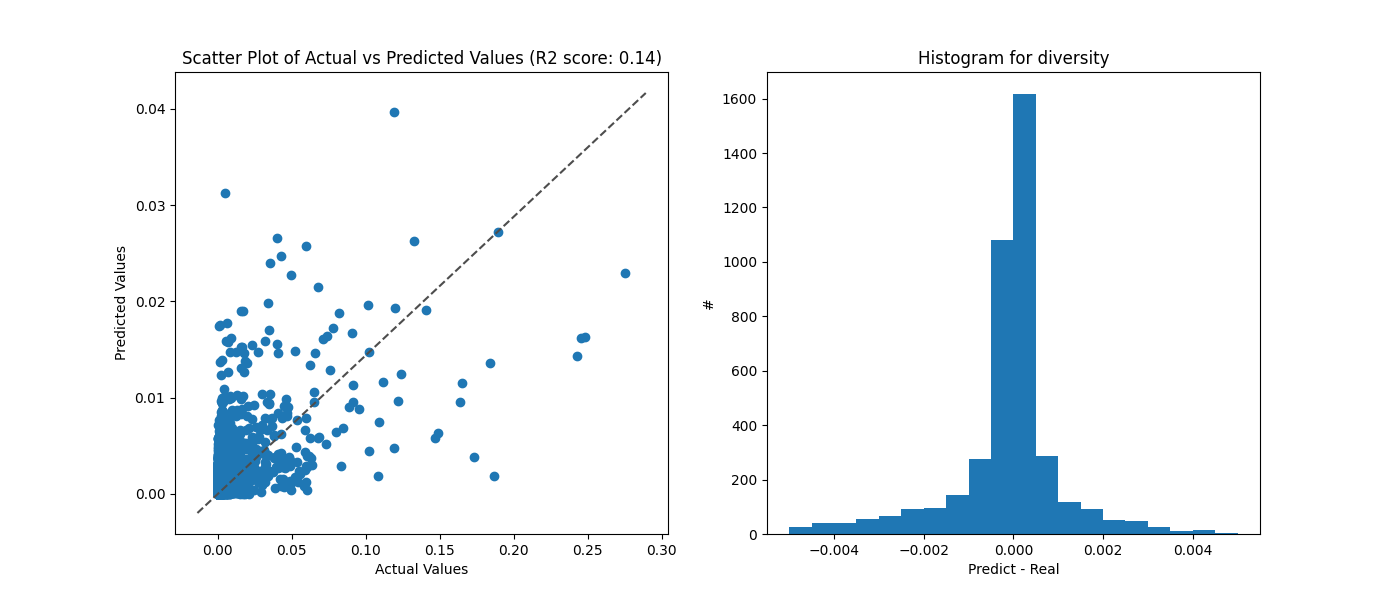 Scatter Plot of Actual vs Predicted Values (R2 score: 0.14)
0.04
0.03
0.02
0.01
0.00
Predicted Values
0.00 0.05 0.10 0.15 0.20 0.25 0.30
Actual Values
Histogram for diversity
1600
1400
1200
1000
800
600
400
200
0
#
−0.004 −0.002 0.000 0.002 0.004
Predict - Real